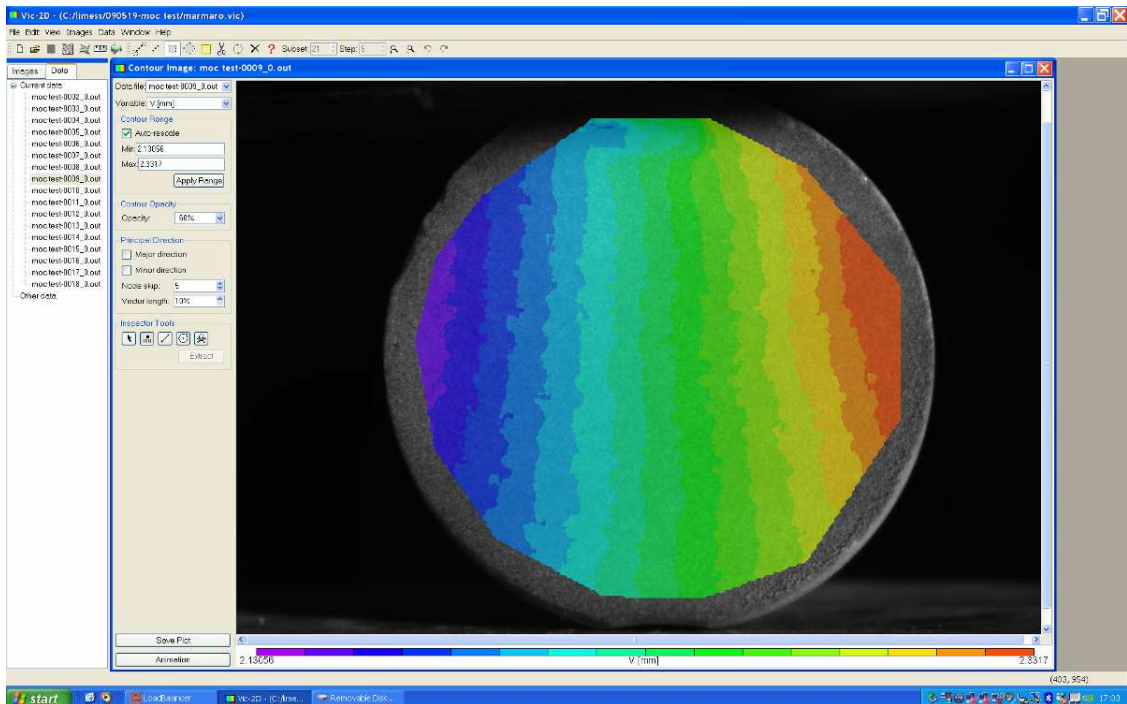 Vic-2D - (C:/limess/090519-moc test/marmaro.vic)
File Edit View Images Data Window Help
? Subset: 21 Step: 5
Images Data
Current data
moc test-0002_0.out
moc test-0003_0.out
moc test-0004_0.out
moc test-0005_0.out
moc test-0006_0.out
moc test-0007_0.out
moc test-0008_0.out
moc test-0009_0.out
moc test-0010_0.out
moc test-0011_0.out
moc test-0012_0.out
moc test-0013_0.out
moc test-0014_0.out
moc test-0015_0.out
moc test-0016_0.out
moc test-0017_0.out
moc test-0018_0.out
Other data
Contour Image: moc test-0009_0.out
Data file: moc test-0009_0.out
Variable: V [mm]
Contour Range
Auto rescale
Min: 2.13056
Max: 2.3317
Apply Range
Contour Opacity
Opacity: 60%
Principal Direction
Major direction
Minor direction
Node skip: 5
Vector length: 10%
Inspector Tools
Extract
Save Plot
Animation
2.13056 V [mm] 2.3317
(403, 954)
start LoadBalancer Vic-2D - (C:/lime... Removable Disk... 17:03